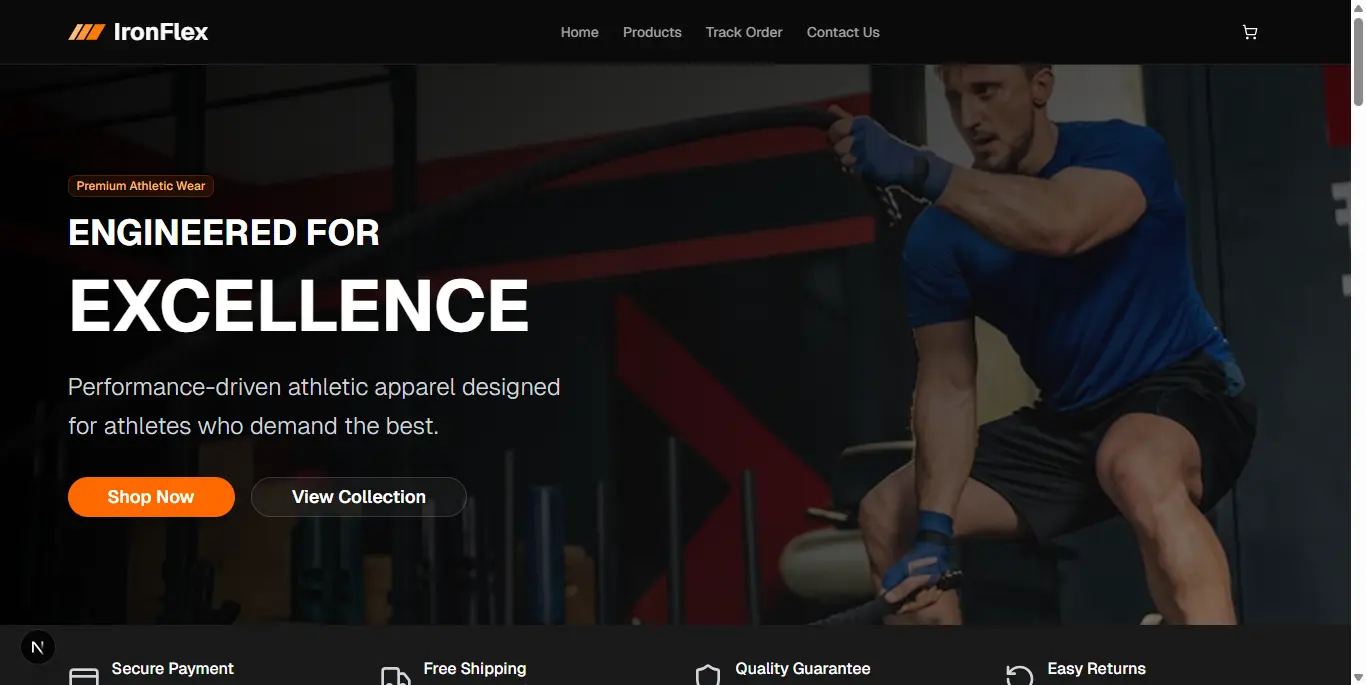 IronFlex
Home
Products
Track Order
Contact Us
Premium Athletic Wear
ENGINEERED FOR
EXCELLENCE
Performance-driven athletic apparel designed
for athletes who demand the best.
Shop Now
View Collection
N
Secure Payment
Free Shipping
Quality Guarantee
Easy Returns